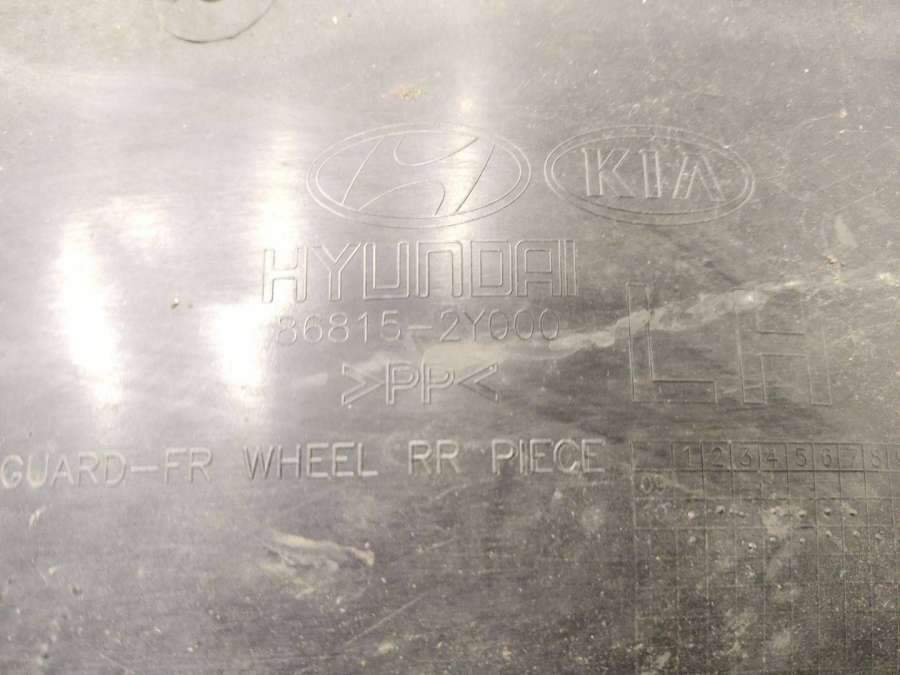 KIA
HYUNDAI
86815-2Y000
LH
>PP<
GUARD-FR WHEEL RR PIECE
1 2 3 4 5 6 7 8